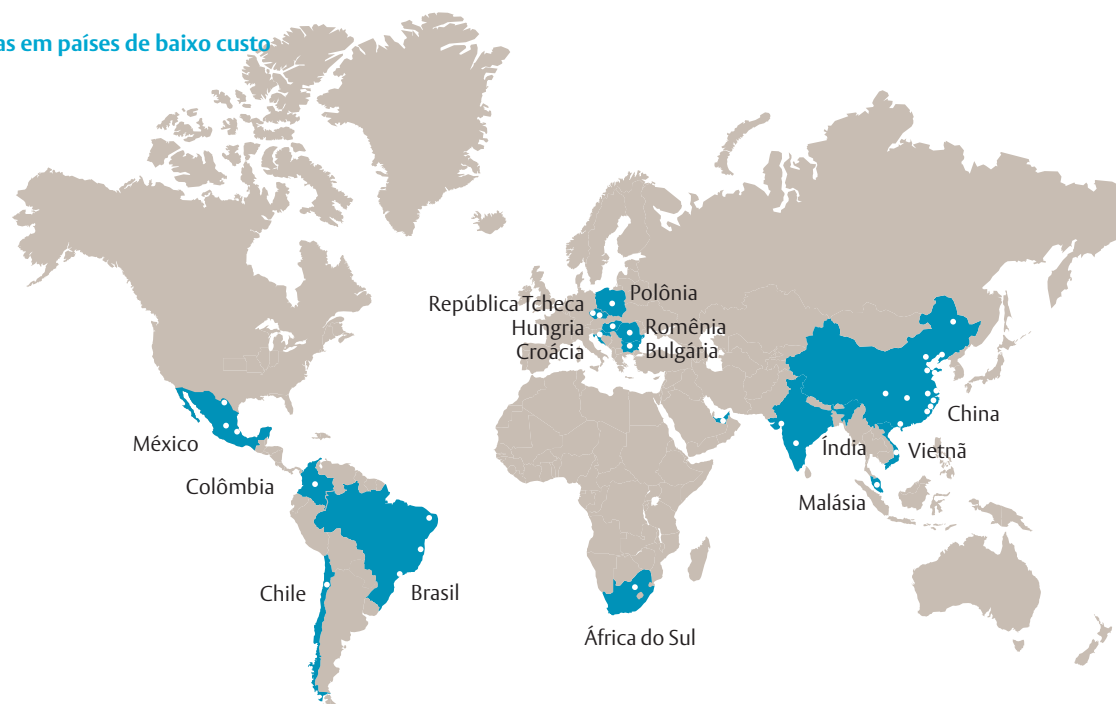 as em países de baixo custo
República Tcheca
Polônia
Hungria
Romênia
Croácia
Bulgária
México
China
Índia
Vietnã
Colômbia
Malásia
Chile
Brasil
África do Sul